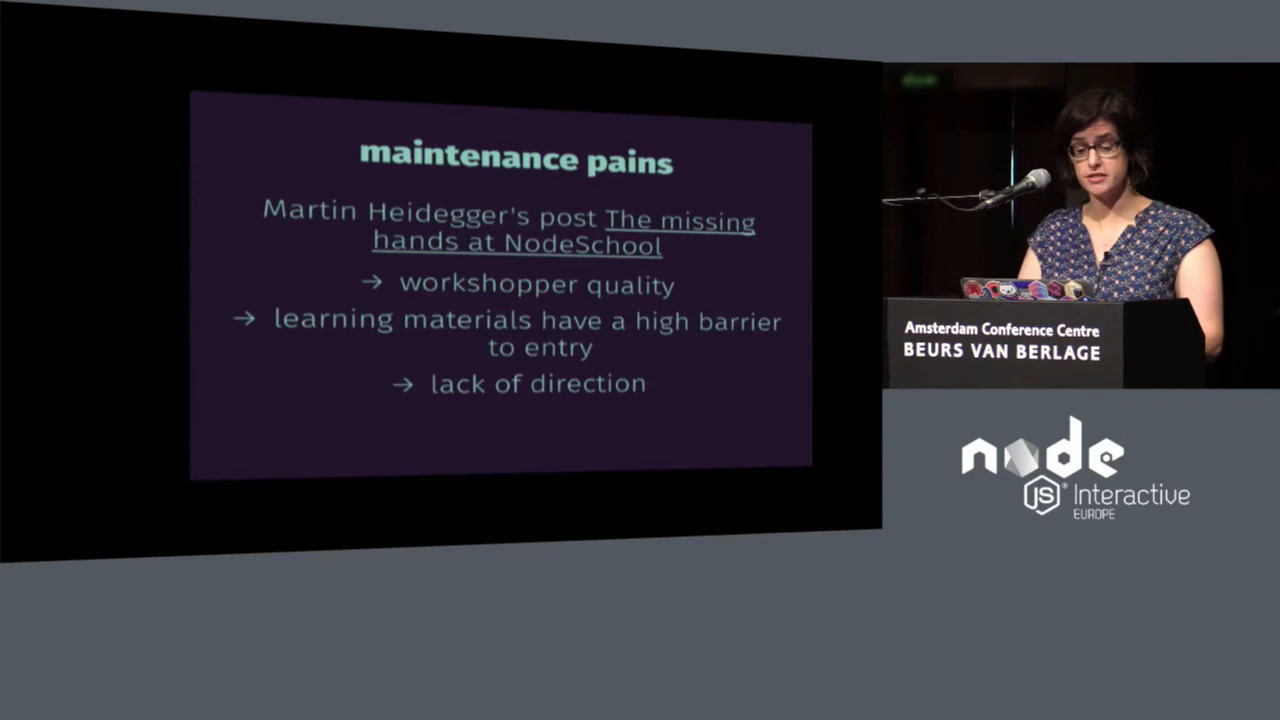 maintenance pains
Martin Heidegger's post The missing
hands at NodeSchool
→ workshopper quality
→ learning materials have a high barrier
to entry
→ lack of direction
Amsterdam Conference Centre
BEURS VAN BERLAGE
node
JS® Interactive
EUROPE